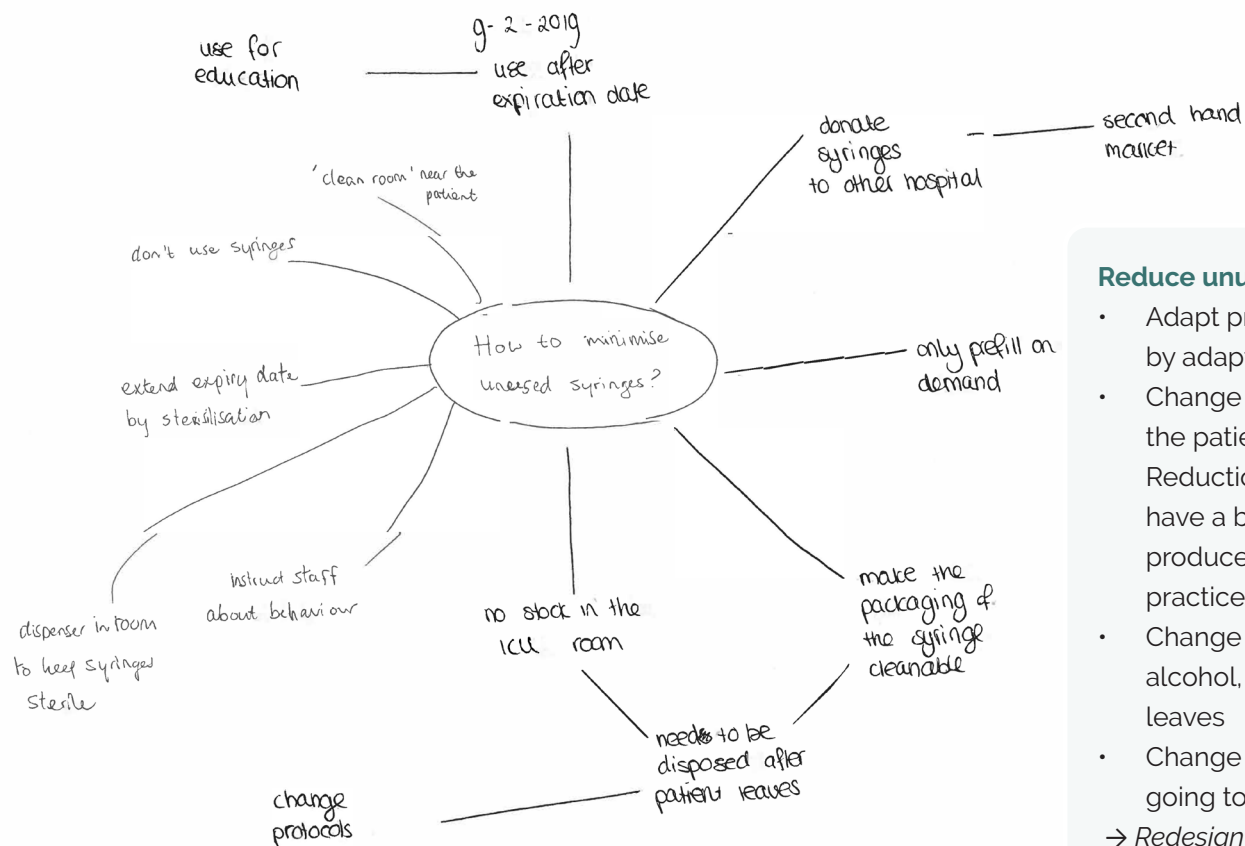 9-2-2019
use for
education
use after
expiration date
donate
syringes
to other hospital
second hand
market
'clean room' near the
patient
don't use syringes
How to minimise
unused syringes?
only prefill on
demand
extend expiry date
by sterilisation
dispenser in room
to keep syringes
sterile
instruct staff
about behaviour
no stock in the
ICU room
make the
packaging of
the syringe
cleanable
needs to be
disposed after
patient leaves
change
protocols
Reduce unu
• Adapt pr
by adapt
• Change
the patie
Reductio
have a b
produce
practice
• Change
alcohol,
leaves
• Change
going to
→ Redesign